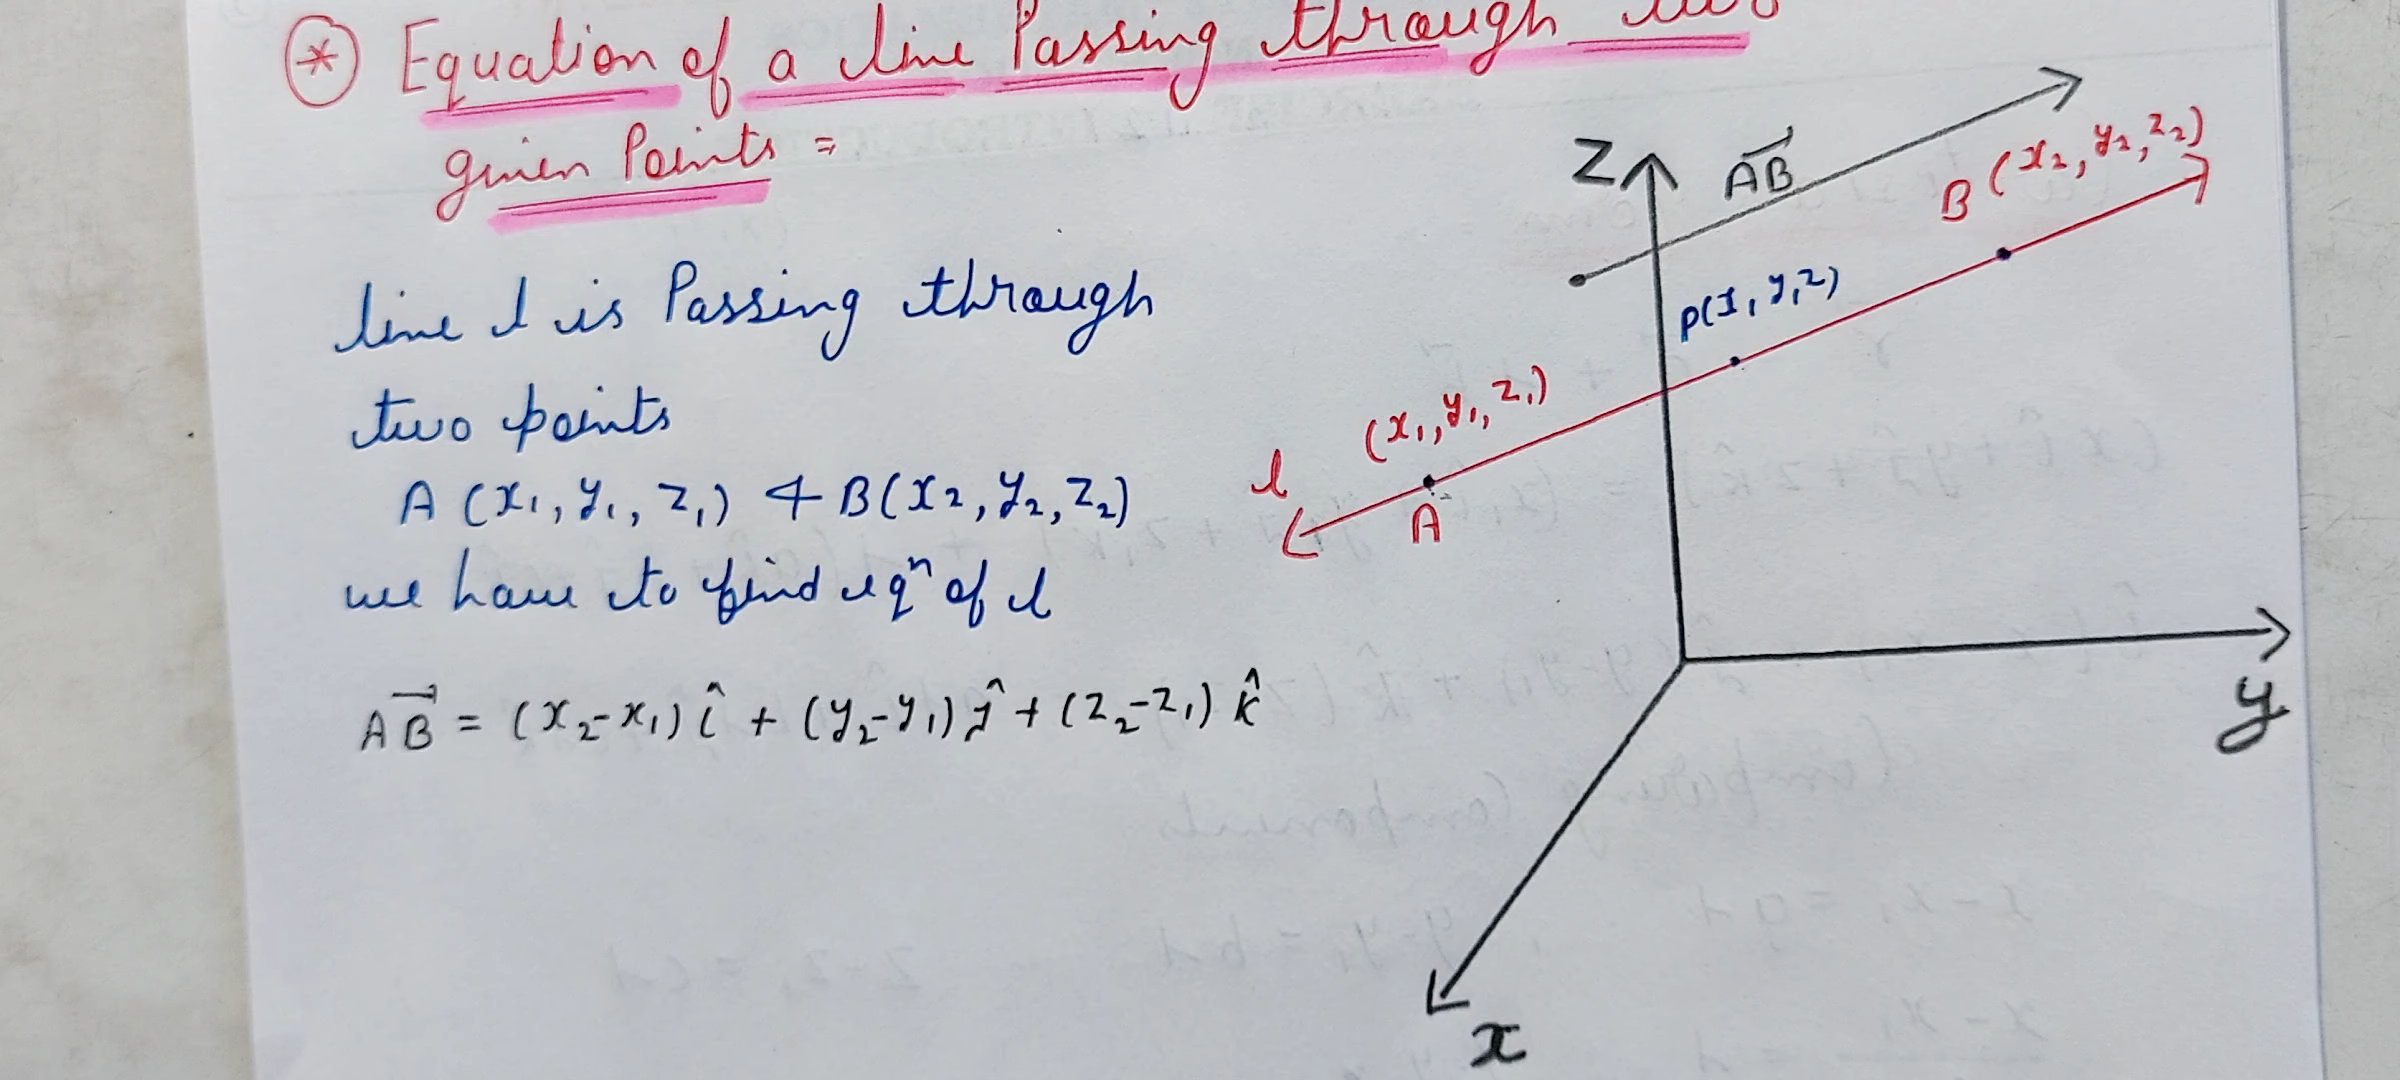 * Equation of a line Passing through two
given Points =
line l is Passing through
two points
A (x₁, y₁, z₁) & B(x₂, y₂, z₂)
we have to find eqⁿ of l
AB⃗ = (x₂-x₁) î + (y₂-y₁) ĵ + (z₂-z₁) k̂
Z
AB⃗
B (x₂, y₂, z₂)
P(x, y, z)
(x₁, y₁, z₁)
l
A
y
x